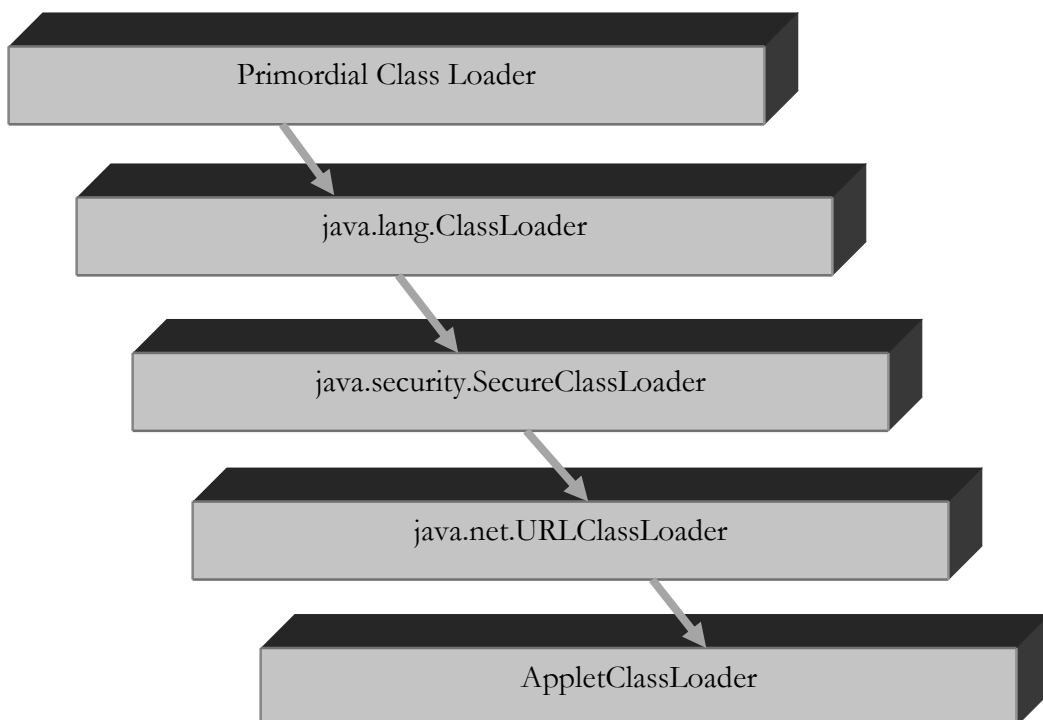 Primordial Class Loader
java.lang.ClassLoader
java.security.SecureClassLoader
java.net.URLClassLoader
AppletClassLoader